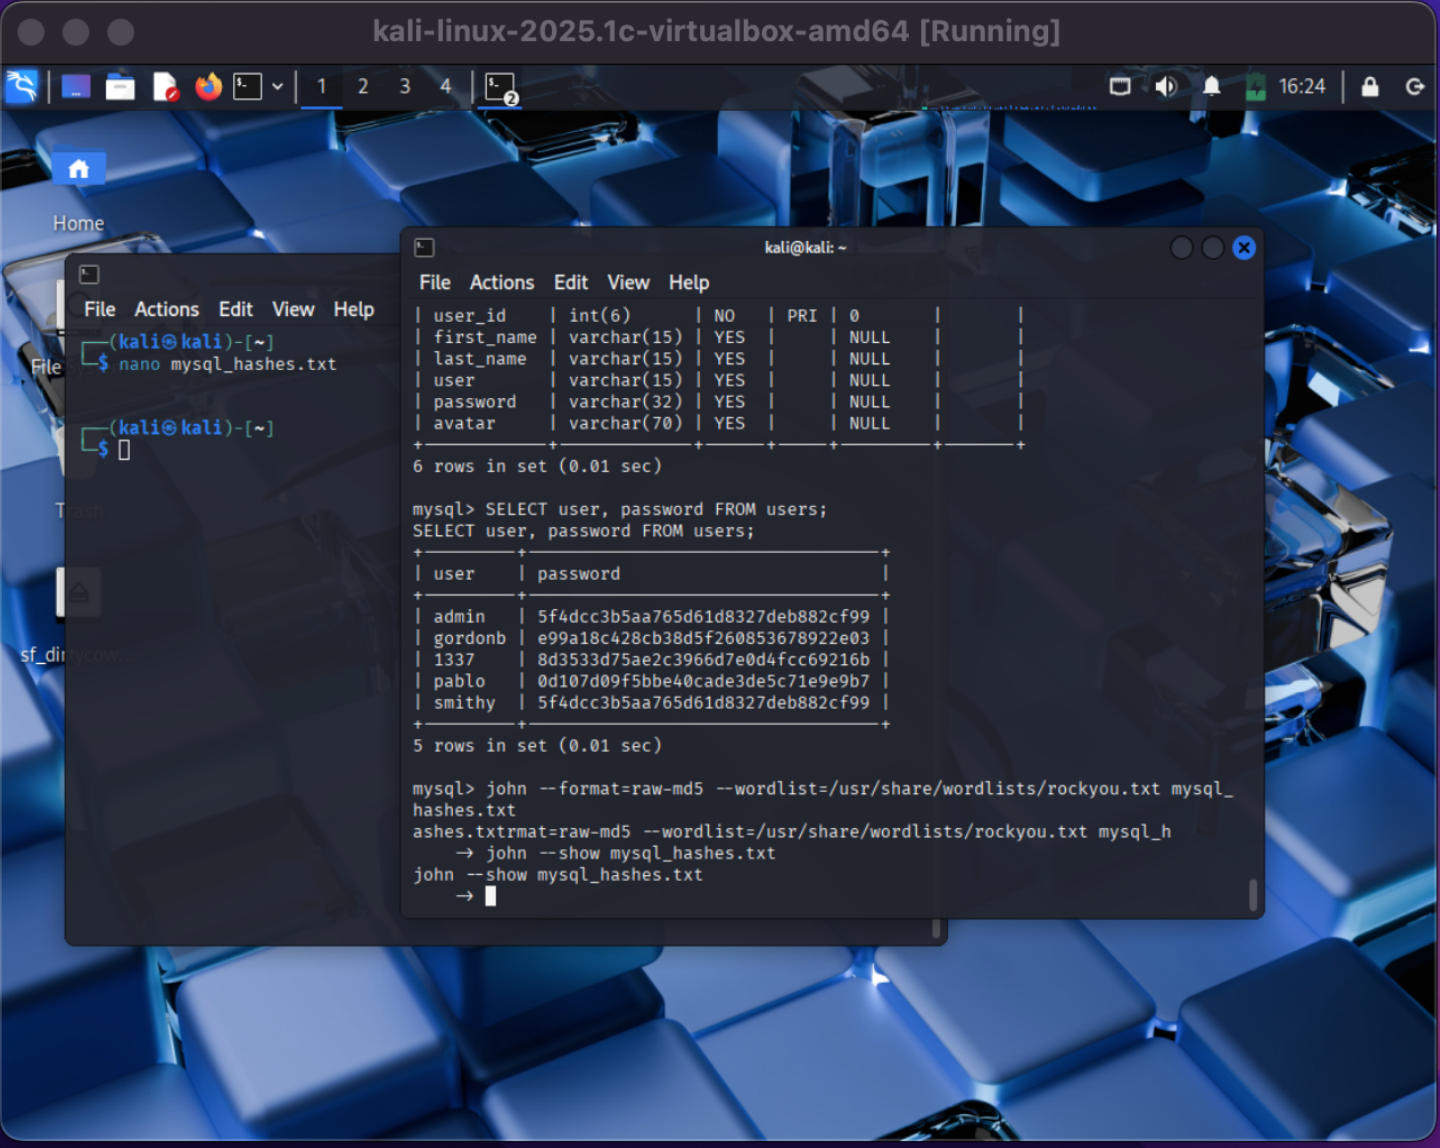 kali-linux-2025.1c-virtualbox-amd64 [Running]
1 2 3 4 2 16:24
Home
File
Trash
sf_dirtycow...
File Actions Edit View Help
(kali㉿kali)-[~]
$ nano mysql_hashes.txt
(kali㉿kali)-[~]
$
kali@kali: ~
File Actions Edit View Help
| user_id | int(6) | NO | PRI | 0 | |
| first_name | varchar(15) | YES | | NULL | |
| last_name | varchar(15) | YES | | NULL | |
| user | varchar(15) | YES | | NULL | |
| password | varchar(32) | YES | | NULL | |
| avatar | varchar(70) | YES | | NULL | |
6 rows in set (0.01 sec)
mysql> SELECT user, password FROM users;
SELECT user, password FROM users;
| user | password |
| admin | 5f4dcc3b5aa765d61d8327deb882cf99 |
| gordonb | e99a18c428cb38d5f260853678922e03 |
| 1337 | 8d3533d75ae2c3966d7e0d4fcc69216b |
| pablo | 0d107d09f5bbe40cade3de5c71e9e9b7 |
| smithy | 5f4dcc3b5aa765d61d8327deb882cf99 |
5 rows in set (0.01 sec)
mysql> john --format=raw-md5 --wordlist=/usr/share/wordlists/rockyou.txt mysql_
hashes.txt
ashes.txtrmat=raw-md5 --wordlist=/usr/share/wordlists/rockyou.txt mysql_h
→ john --show mysql_hashes.txt
john --show mysql_hashes.txt
→